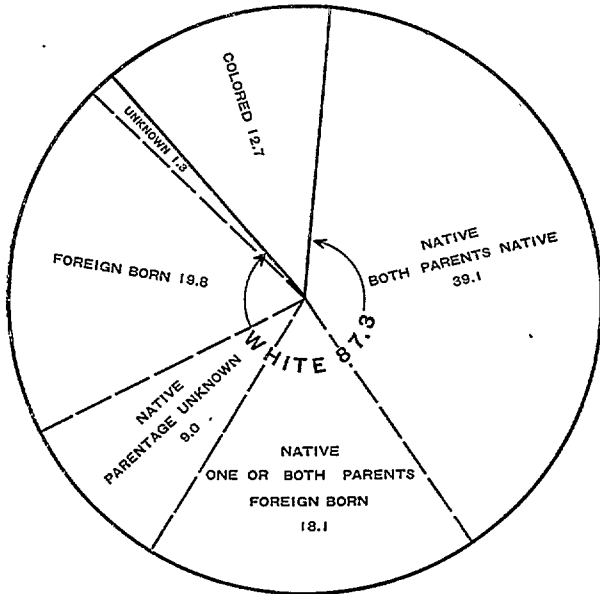 COLORED 12.7
UNKNOWN 1.3
NATIVE
BOTH PARENTS NATIVE
39.1
FOREIGN BORN 19.8
WHITE 87.3
NATIVE
PARENTAGE UNKNOWN
9.0
NATIVE
ONE OR BOTH PARENTS
FOREIGN BORN
18.1